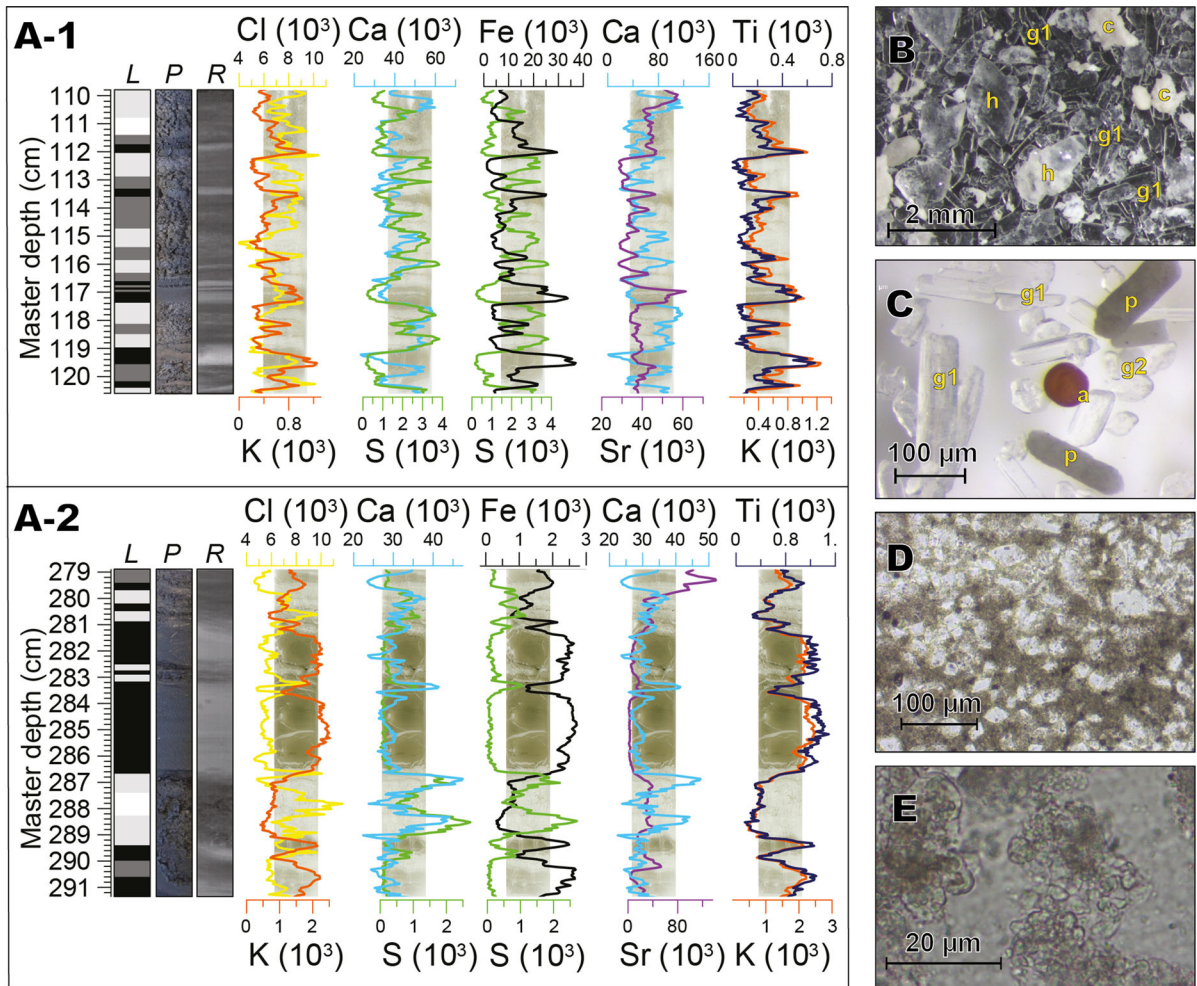 A-1
Cl (10³) Ca (10³) Fe (10³) Ca (10³) Ti (10³)
L P R
4 6 8 10
20 40 60
0 10 20 30 40
0 80 160
0 0.4 0.6 0.8
110
111
112
113
114
115
116
117
118
119
120
Master depth (cm)
0 0.8
0 1 2 3 4
0 1 2 3 4
20 40 60
0.4 0.8 1.2
K (10³) S (10³) S (10³) Sr (10³) K (10³)
A-2
Cl (10³) Ca (10³) Fe (10³) Ca (10³) Ti (10³)
L P R
4 6 8 10
20 30 40
0 1 2 3
20 30 40 50
0 0.8 1.
279
280
281
282
283
284
285
286
287
288
289
290
291
Master depth (cm)
0 1 2
0 1 2
0 1 2 3
0 80
1 2 3
K (10³) S (10³) S (10³) Sr (10³) K (10³)
B
g1
c
h
c
g1
h
g1
2 mm
C
g1
p
g1
g2
a
p
100 µm
D
100 µm
E
20 µm